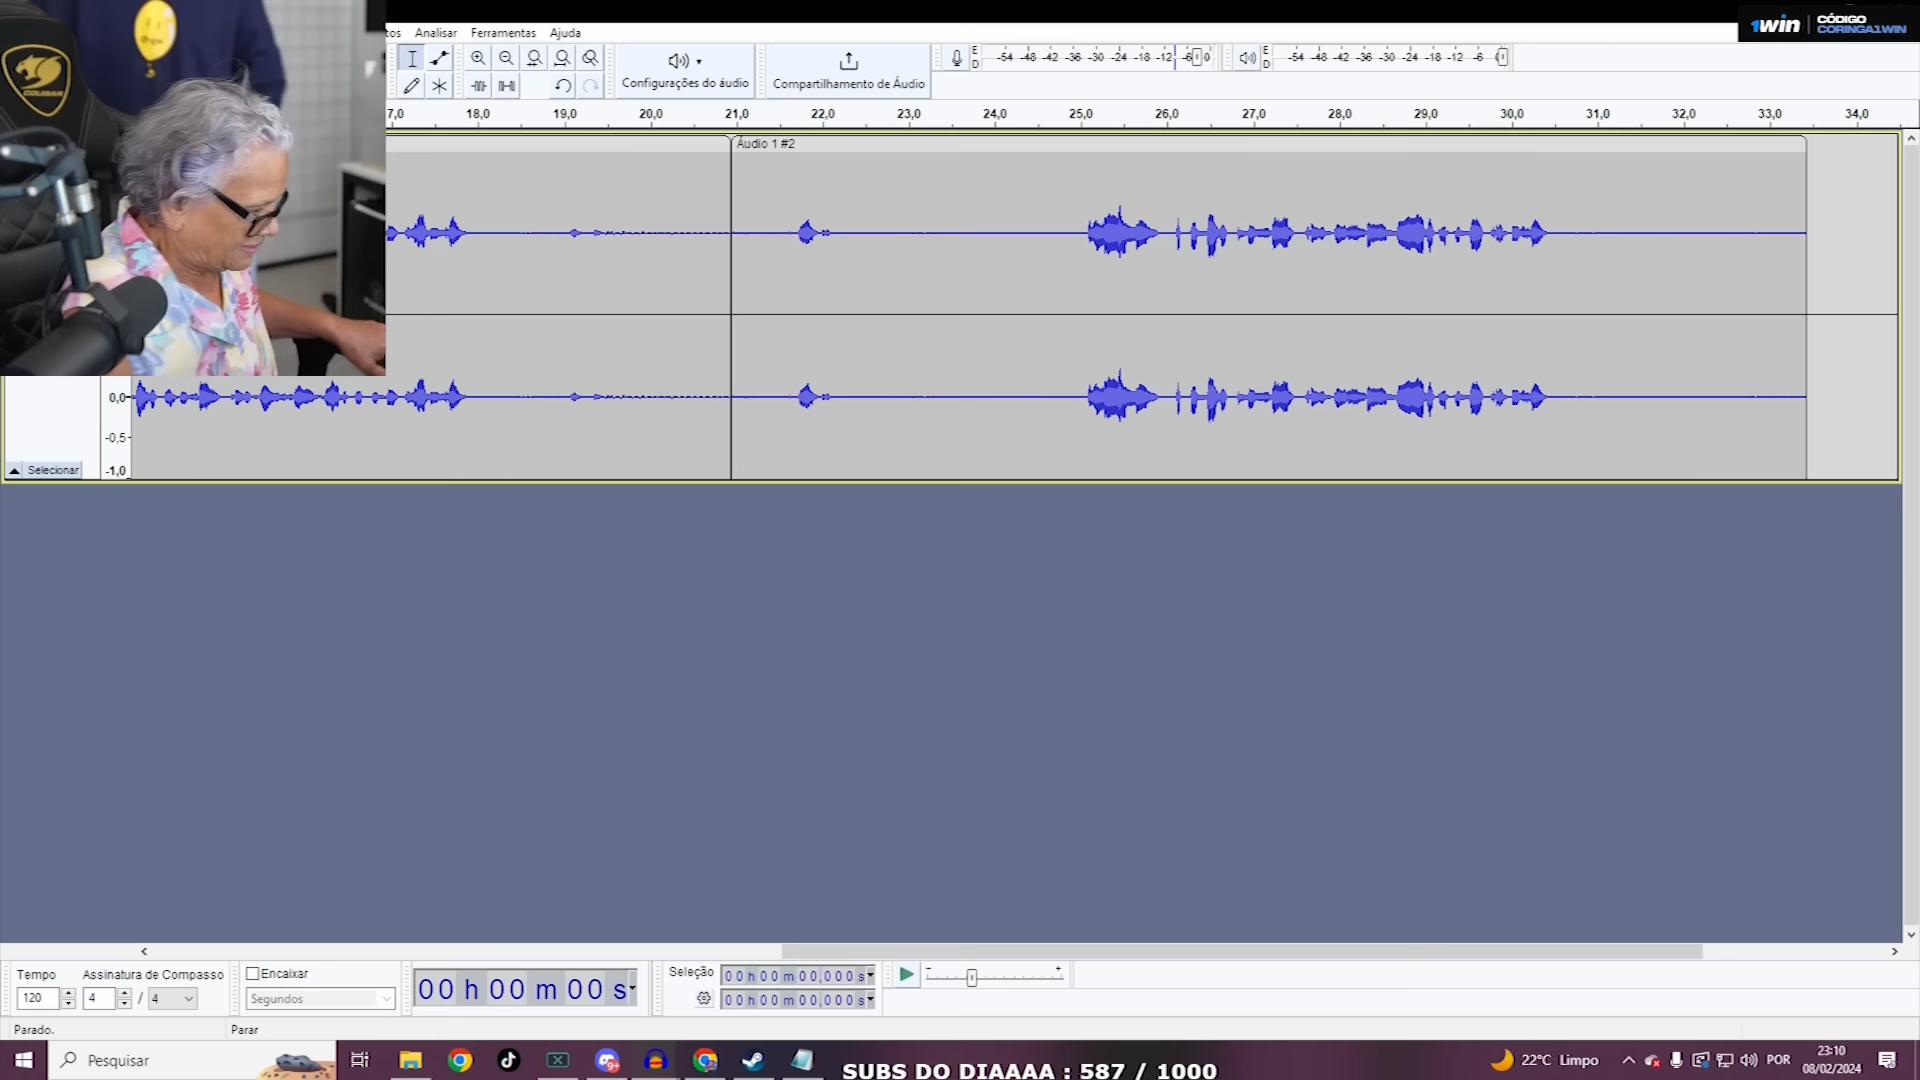 1win
CÓDIGO
CORINGA1WIN
COUGAR
tos Analisar Ferramentas Ajuda
Configurações do áudio
Compartilhamento de Áudio
E
D
-54 -48 -42 -36 -30 -24 -18 -12 -6 0
E
D
-54 -48 -42 -36 -30 -24 -18 -12 -6
7,0 18,0 19,0 20,0 21,0 22,0 23,0 24,0 25,0 26,0 27,0 28,0 29,0 30,0 31,0 32,0 33,0 34,0
Áudio 1 #2
0,0
-0,5
-1,0
Selecionar
Tempo
120
Assinatura de Compasso
4 / 4
Encaixar
Segundos
00 h 00 m 00 s
Seleção
00 h 00 m 00,000 s
00 h 00 m 00,000 s
- +
Parado. Parar
Pesquisar
SUBS DO DIAAAA : 587 / 1000
22°C Limpo
POR
23:10
08/02/2024